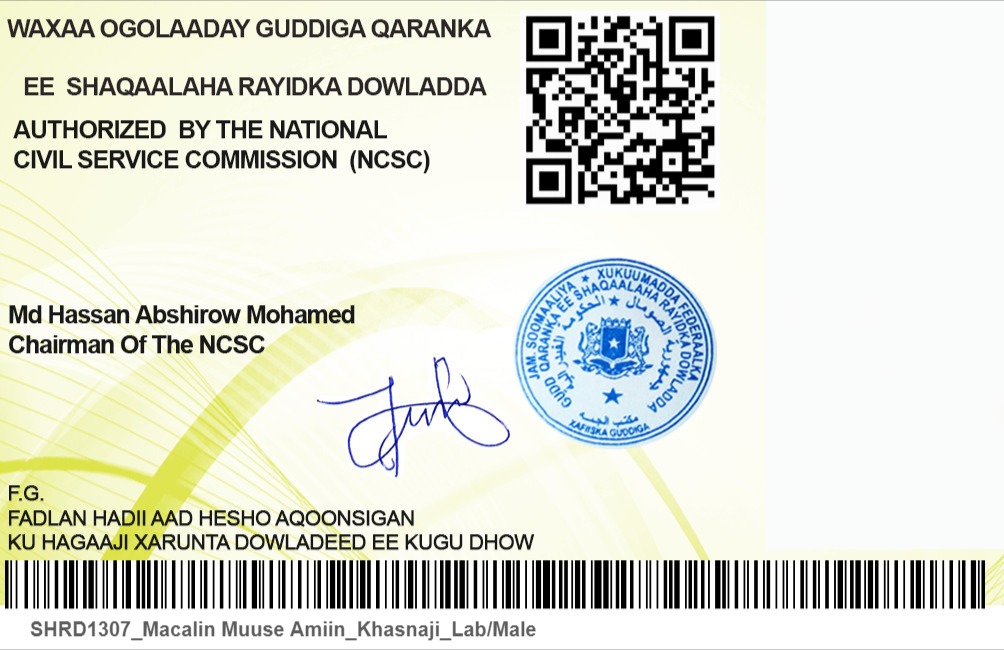 WAXAA OGOLAADAY GUDDIGA QARANKA
EE SHAQAALAHA RAYIDKA DOWLADDA
AUTHORIZED BY THE NATIONAL
CIVIL SERVICE COMMISSION (NCSC)
Md Hassan Abshirow Mohamed
Chairman Of The NCSC
JAM. SOOMAALIYA ★ XUKUUMADDA FEDERAALKA
GUDD QARANKA EE SHAQAALAHA RAYIDKA DOWLADDA
XAFIISKA GUDDIGA
F.G.
FADLAN HADII AAD HESHO AQOONSIGAN
KU HAGAAJI XARUNTA DOWLADEED EE KUGU DHOW
SHRD1307_Macalin Muuse Amiin_Khasnaji_Lab/Male